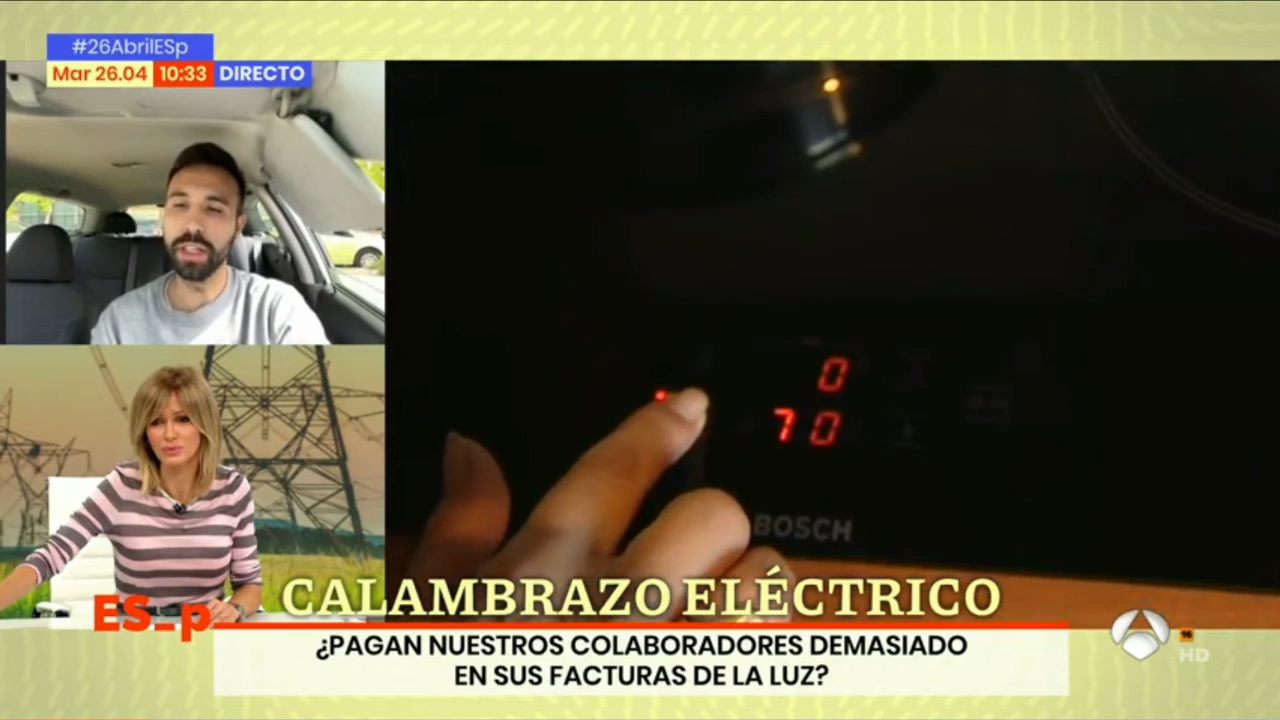 #26AbrilESp
Mar 26.04 10:33 DIRECTO
0
70
BOSCH
CALAMBRAZO ELÉCTRICO
ES_p
¿PAGAN NUESTROS COLABORADORES DEMASIADO
EN SUS FACTURAS DE LA LUZ?
16
HD